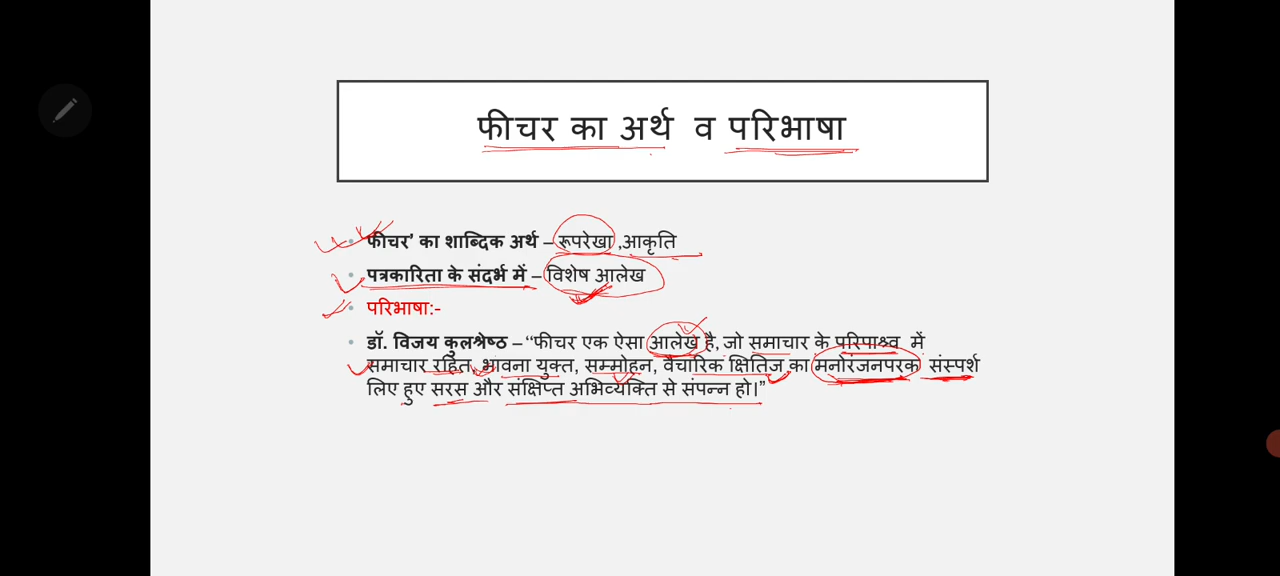 फीचर का अर्थ व परिभाषा
फीचर' का शाब्दिक अर्थ – रूपरेखा ,आकृति
पत्रकारिता के संदर्भ में – विशेष आलेख
परिभाषा:-
डॉ. विजय कुलश्रेष्ठ – “फीचर एक ऐसा आलेख है, जो समाचार के परिपाश्र्व में
समाचार रहित, भावना युक्त, सम्मोहन, वैचारिक क्षितिज का मनोरंजनपरक संस्पर्श
लिए हुए सरस और संक्षिप्त अभिव्यक्ति से संपन्न हो।”